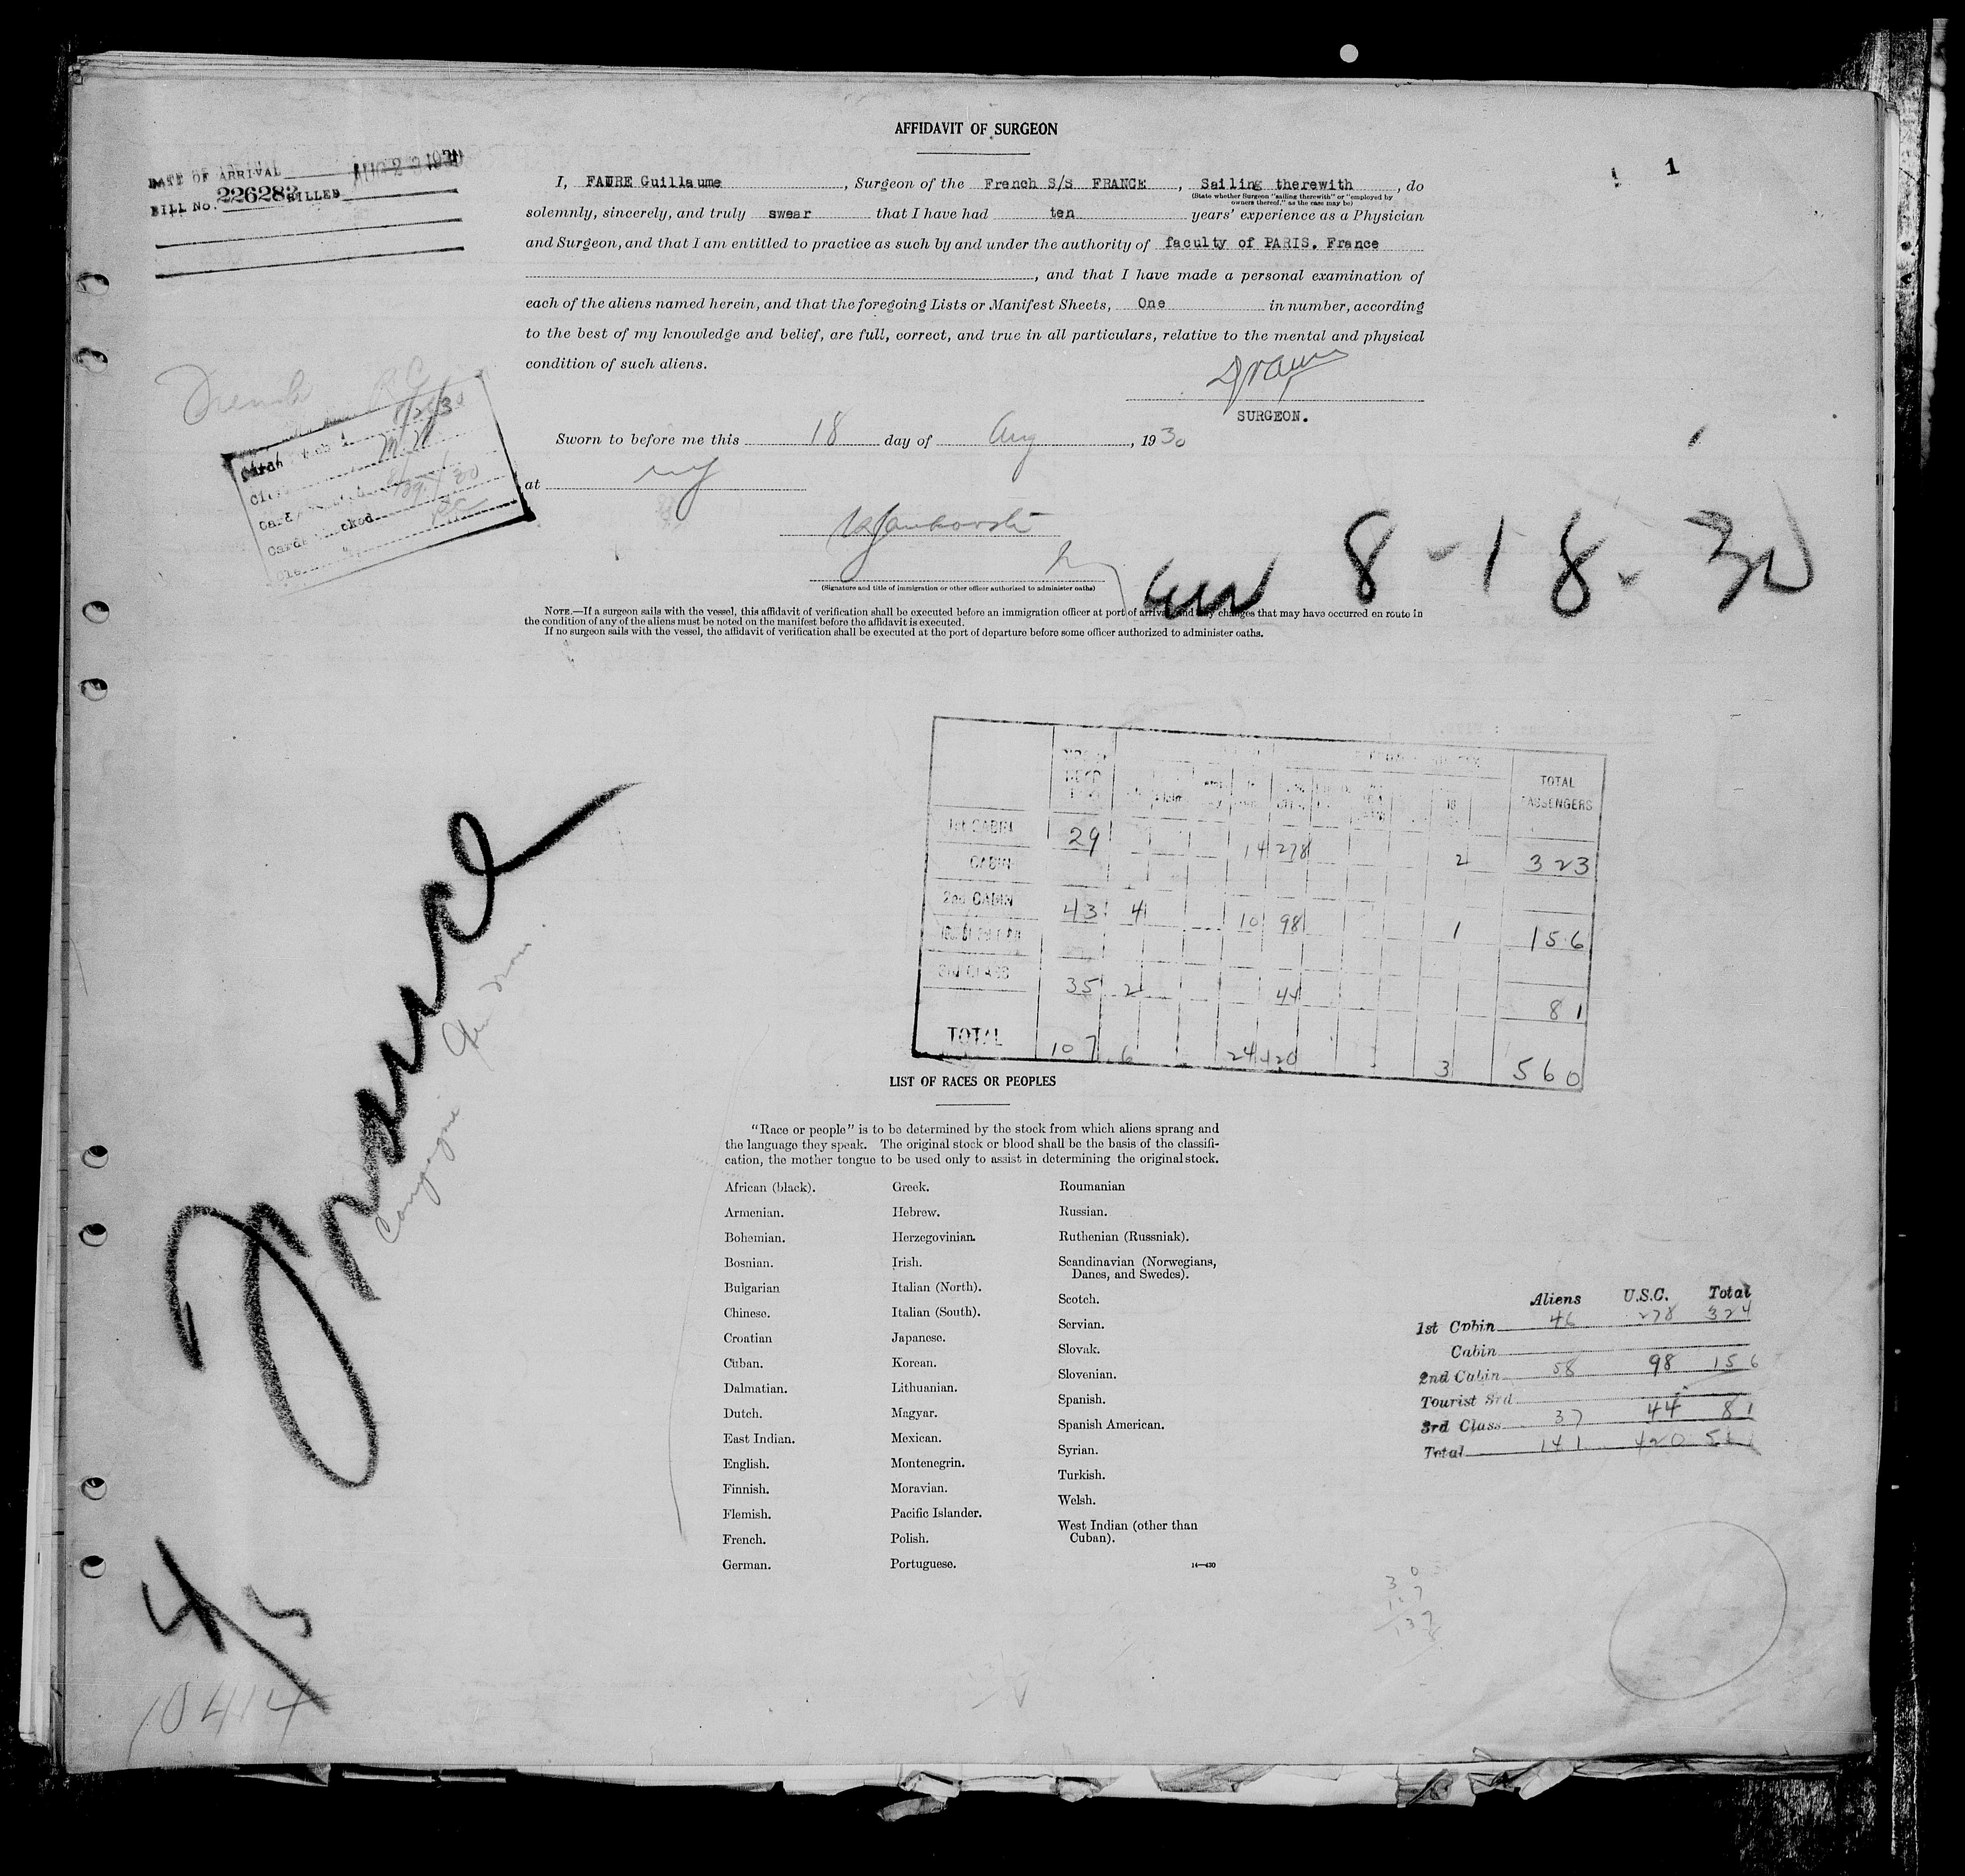 AFFIDAVIT OF SURGEON
1
DATE OF ARRIVAL
BILL No. 226282 BILLED
I, FAURE Guillaume, Surgeon of the French S/S FRANCE, Sailing therewith, do
(State whether Surgeon "sailing therewith" or "employed by
owners thereof," as the case may be)
solemnly, sincerely, and truly swear that I have had ten years' experience as a Physician
and Surgeon, and that I am entitled to practice as such by and under the authority of faculty of PARIS. France
, and that I have made a personal examination of
each of the aliens named herein, and that the foregoing Lists or Manifest Sheets, One in number, according
to the best of my knowledge and belief, are full, correct, and true in all particulars, relative to the mental and physical
condition of such aliens.
SURGEON.
Sworn to before me this 18 day of Aug, 1930
at ny
(Signature and title of immigration or other officer authorized to administer oaths)
8-18-30
NOTE.—If a surgeon sails with the vessel, this affidavit of verification shall be executed before an immigration officer at port of arrival and any changes that may have occurred en route in
the condition of any of the aliens must be noted on the manifest before the affidavit is executed.
If no surgeon sails with the vessel, the affidavit of verification shall be executed at the port of departure before some officer authorized to administer oaths.
France
TOTAL PASSENGERS
1st CABIN 29 14 278 2 323
CABIN
2nd CABIN 43 4 10 98 1 156
3rd CLASS 35 2 44 81
TOTAL 107 6 24 420 3 560
LIST OF RACES OR PEOPLES
"Race or people" is to be determined by the stock from which aliens sprang and
the language they speak. The original stock or blood shall be the basis of the classifi-
cation, the mother tongue to be used only to assist in determining the original stock.
African (black).
Armenian.
Bohemian.
Bosnian.
Bulgarian
Chinese.
Croatian
Cuban.
Dalmatian.
Dutch.
East Indian.
English.
Finnish.
Flemish.
French.
German.
Greek.
Hebrew.
Herzegovinian.
Irish.
Italian (North).
Italian (South).
Japanese.
Korean.
Lithuanian.
Magyar.
Mexican.
Montenegrin.
Moravian.
Pacific Islander.
Polish.
Portuguese.
Roumanian
Russian.
Ruthenian (Russniak).
Scandinavian (Norwegians,
Danes, and Swedes).
Scotch.
Servian.
Slovak.
Slovenian.
Spanish.
Spanish American.
Syrian.
Turkish.
Welsh.
West Indian (other than
Cuban).
14—430
Aliens U.S.C. Total
1st Cabin 46 278 324
Cabin
2nd Cabin 58 98 156
Tourist 3rd
3rd Class 37 44 81
Total 141 420
10414